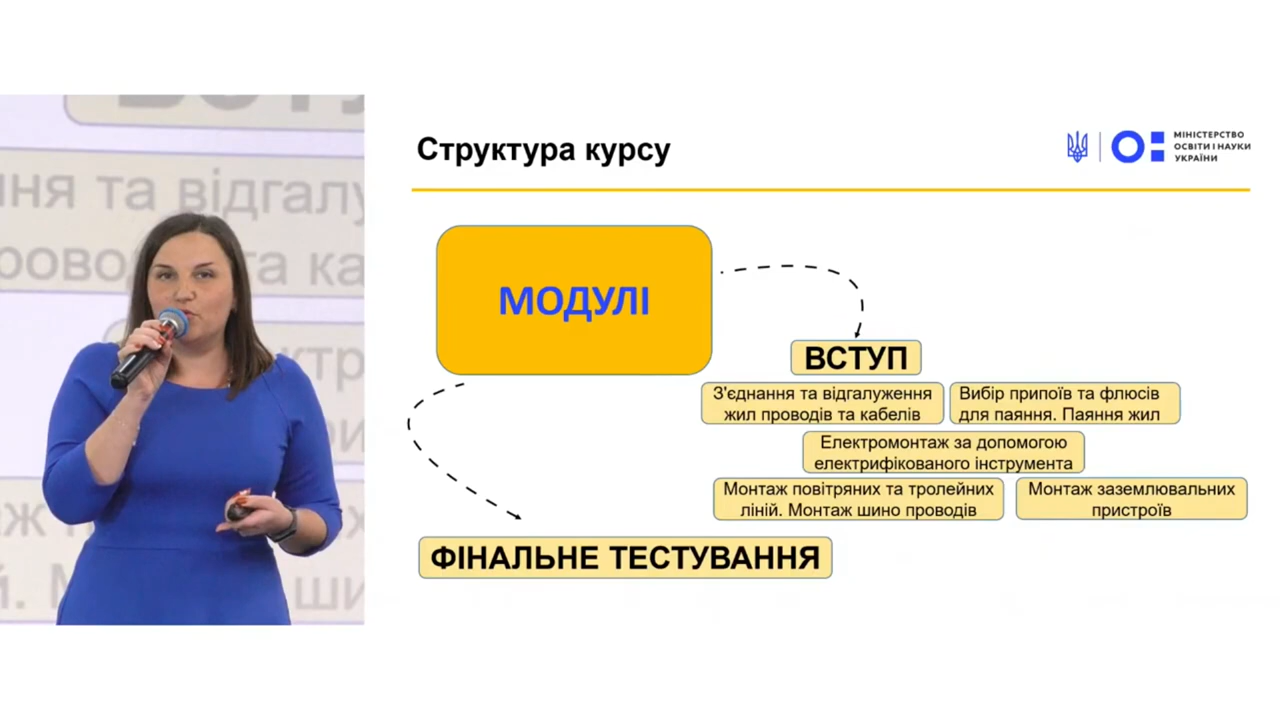 Структура курсу
МІНІСТЕРСТВО
ОСВІТИ І НАУКИ
УКРАЇНИ
МОДУЛІ
ВСТУП
З'єднання та відгалуження
жил проводів та кабелів
Вибір припоїв та флюсів
для паяння. Паяння жил
Електромонтаж за допомогою
електрифікованого інструмента
Монтаж повітряних та тролейних
ліній. Монтаж шино проводів
Монтаж заземлювальних
пристроїв
ФІНАЛЬНЕ ТЕСТУВАННЯ